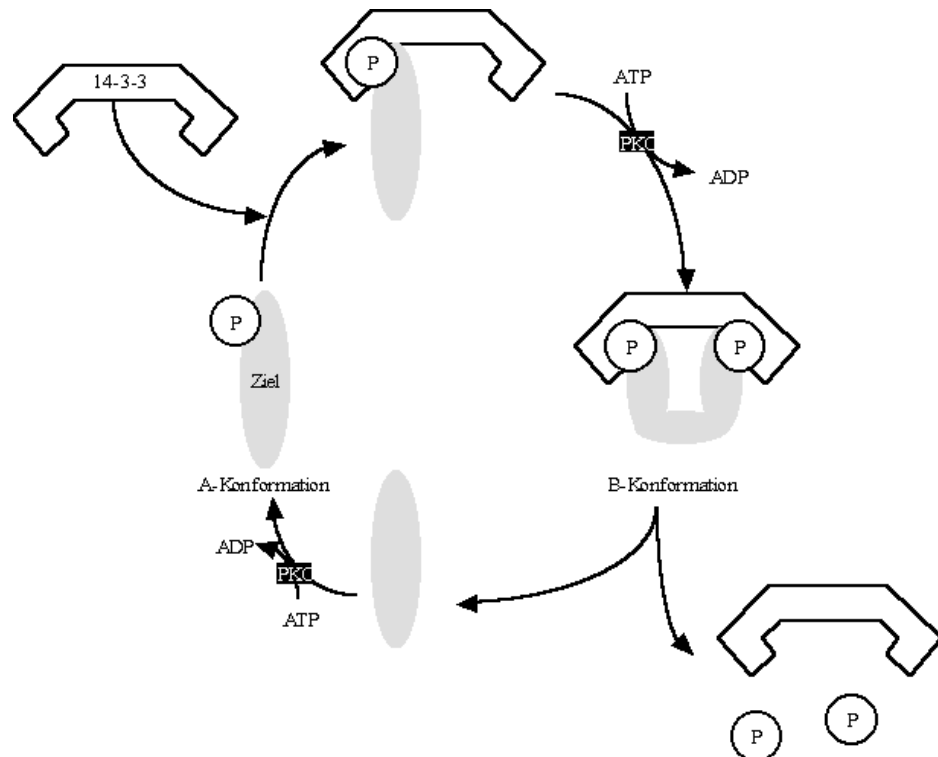 14-3-3
P
ATP
PKC
ADP
P
P
P
Ziel
A-Konformation
B-Konformation
ADP
PKC
ATP
P
P